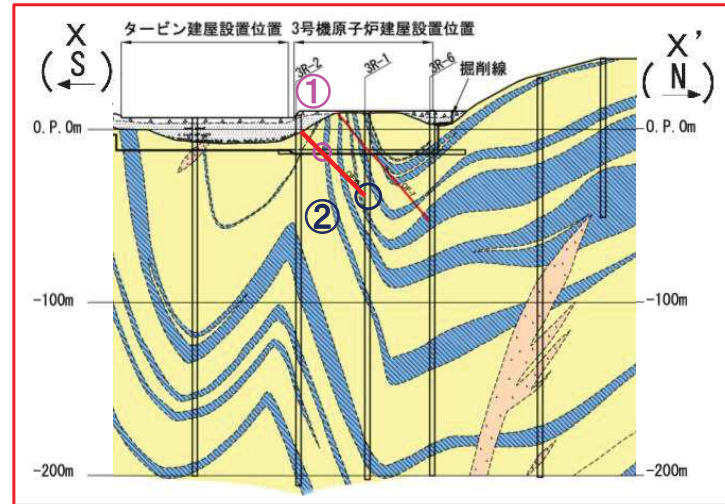 タービン建屋設置位置 3号機原子炉建屋設置位置
X
(S)
X'
(N)
3R-2
3R-1
3R-6
掘削線
①
O.P.0m
O.P.0m
②
-100m
-100m
-200m
-200m